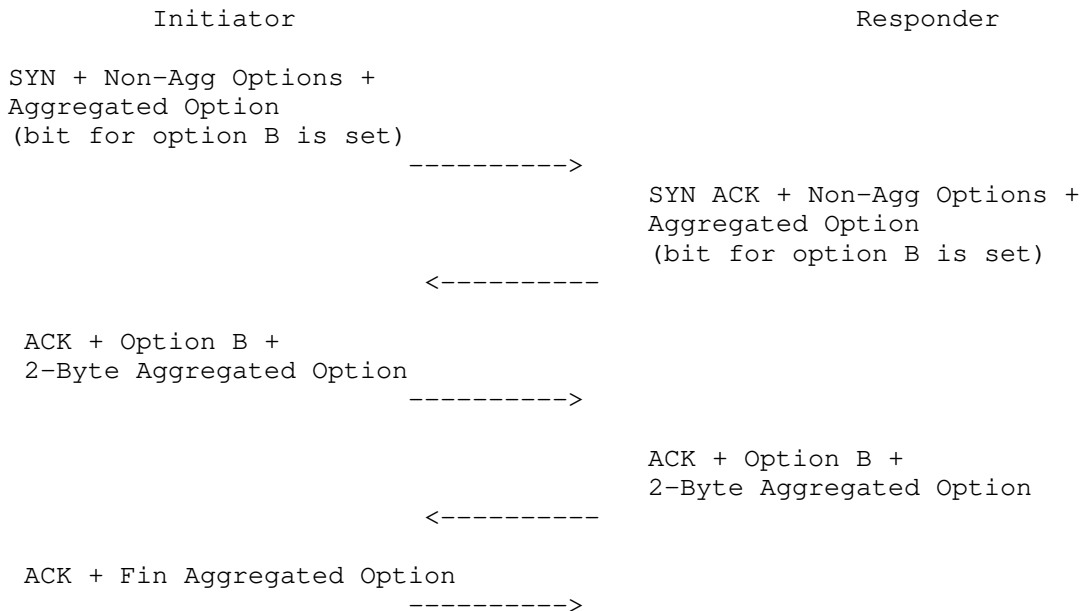 Initiator Responder
SYN + Non-Agg Options +
Aggregated Option
(bit for option B is set)
---------->
SYN ACK + Non-Agg Options +
Aggregated Option
(bit for option B is set)
<----------
ACK + Option B +
2-Byte Aggregated Option
---------->
ACK + Option B +
2-Byte Aggregated Option
<----------
ACK + Fin Aggregated Option
---------->